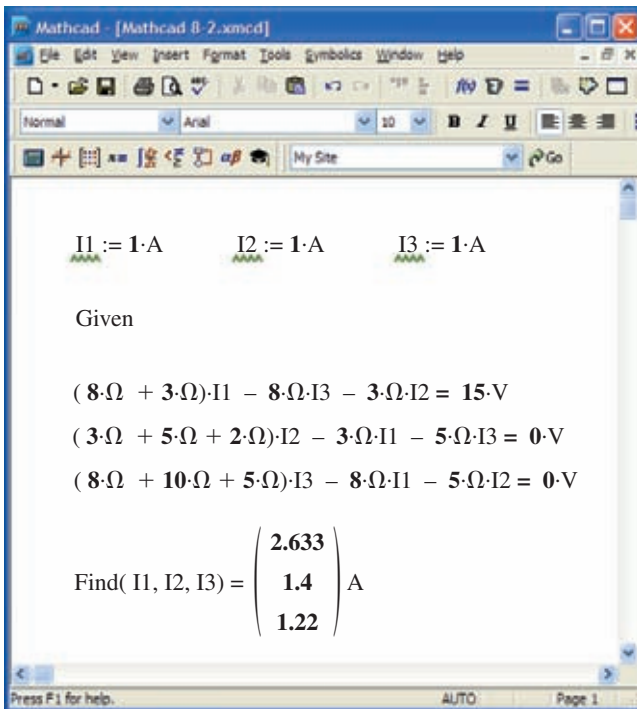 Mathcad - [Mathcad 8-2.xmcd]
File Edit View Insert Format Tools Symbolics Window Help
Normal Arial 10 B I U
My Site Go
I1 := 1·A I2 := 1·A I3 := 1·A
Given
( 8·Ω + 3·Ω)·I1 – 8·Ω·I3 – 3·Ω·I2 = 15·V
( 3·Ω + 5·Ω + 2·Ω)·I2 – 3·Ω·I1 – 5·Ω·I3 = 0·V
( 8·Ω + 10·Ω + 5·Ω)·I3 – 8·Ω·I1 – 5·Ω·I2 = 0·V
2.633
Find( I1, I2, I3) = 1.4 A
1.22
Press F1 for help. AUTO Page 1